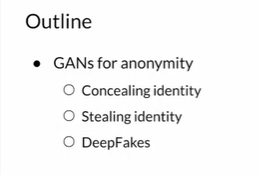 Outline
● GANs for anonymity
○ Concealing identity
○ Stealing identity
○ DeepFakes